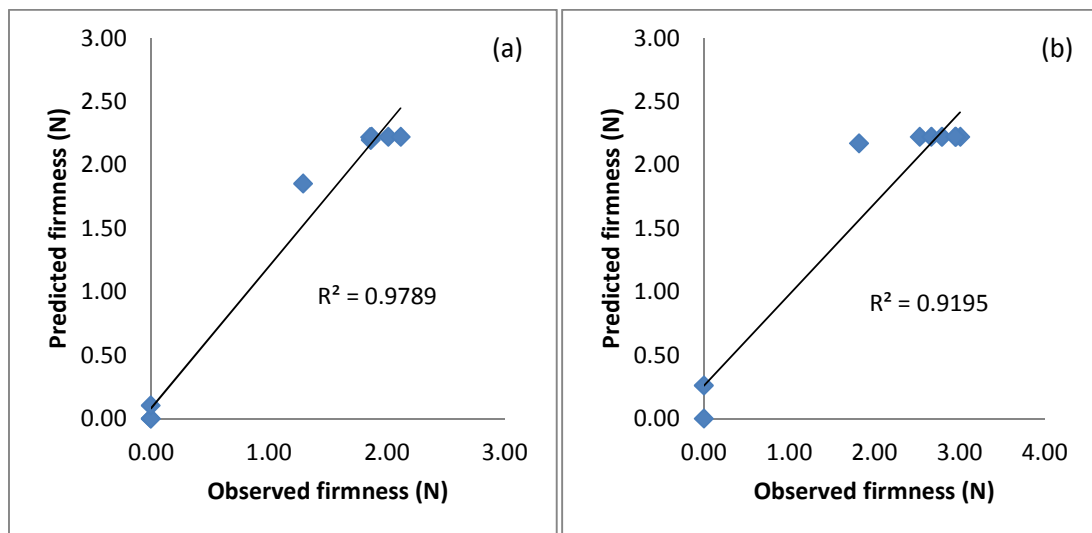 (a)
3.00
2.50
2.00
1.50
1.00
0.50
0.00
Predicted firmness (N)
R² = 0.9789
0.00 1.00 2.00 3.00
Observed firmness (N)
(b)
3.00
2.50
2.00
1.50
1.00
0.50
0.00
Predicted firmness (N)
R² = 0.9195
0.00 1.00 2.00 3.00 4.00
Observed firmness (N)